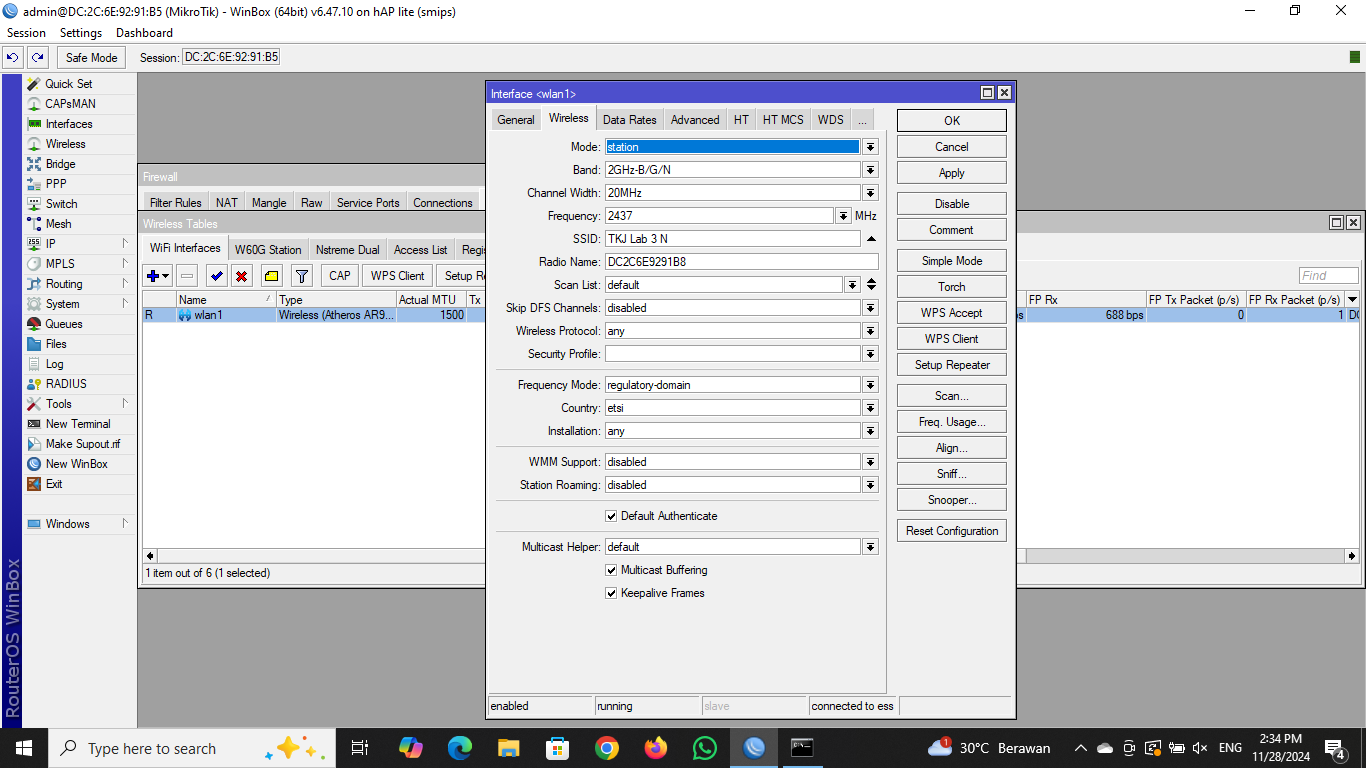 admin@DC:2C:6E:92:91:B5 (MikroTik) - WinBox (64bit) v6.47.10 on hAP lite (smips)
Session Settings Dashboard
Safe Mode Session: DC:2C:6E:92:91:B5
Quick Set
CAPsMAN
Interfaces
Wireless
Bridge
PPP
Switch
Mesh
IP
MPLS
Routing
System
Queues
Files
Log
RADIUS
Tools
New Terminal
Make Supout.rif
New WinBox
Exit
Windows
RouterOS WinBox
Firewall
Filter Rules NAT Mangle Raw Service Ports Connections
Wireless Tables
WiFi Interfaces W60G Station Nstreme Dual Access List Regis
CAP WPS Client Setup Re
Find
Name / Type Actual MTU Tx FP Rx FP Tx Packet (p/s) FP Rx Packet (p/s)
R wlan1 Wireless (Atheros AR9... 1500 ps 688 bps 0 1 DC
1 item out of 6 (1 selected)
Interface <wlan1>
General Wireless Data Rates Advanced HT HT MCS WDS ...
Mode: station
Band: 2GHz-B/G/N
Channel Width: 20MHz
Frequency: 2437 MHz
SSID: TKJ Lab 3 N
Radio Name: DC2C6E9291B8
Scan List: default
Skip DFS Channels: disabled
Wireless Protocol: any
Security Profile:
Frequency Mode: regulatory-domain
Country: etsi
Installation: any
WMM Support: disabled
Station Roaming: disabled
Default Authenticate
Multicast Helper: default
Multicast Buffering
Keepalive Frames
OK
Cancel
Apply
Disable
Comment
Simple Mode
Torch
WPS Accept
WPS Client
Setup Repeater
Scan...
Freq. Usage...
Align...
Sniff...
Snooper...
Reset Configuration
enabled running slave connected to ess
Type here to search
1 30°C Berawan ENG 2:34 PM
11/28/2024 4